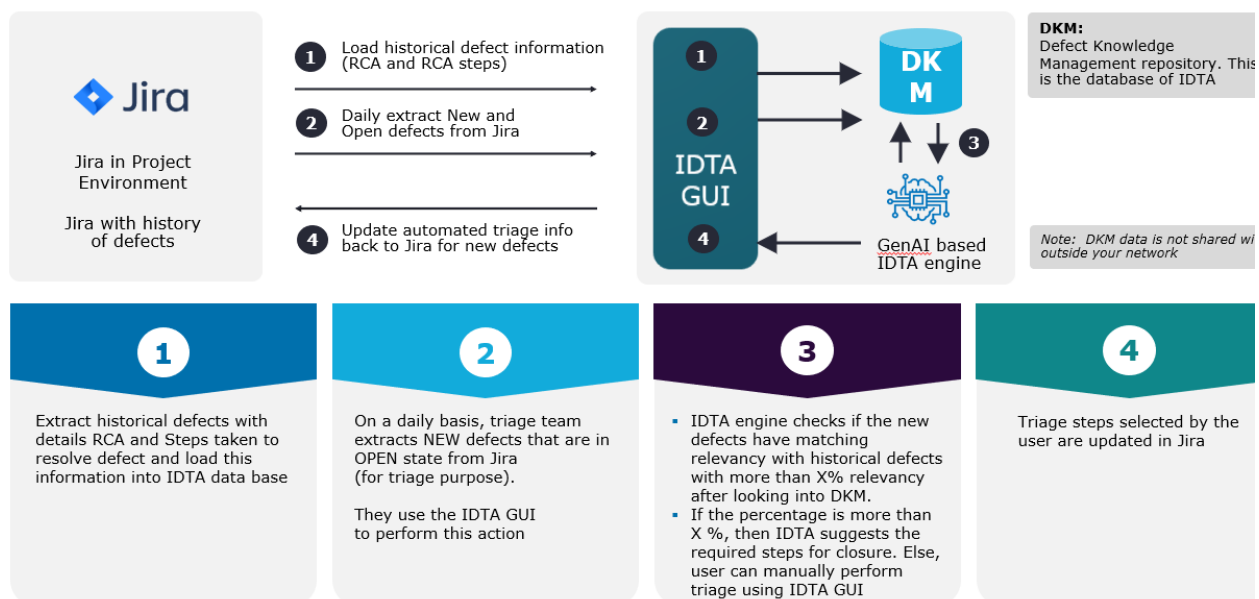 Jira
Jira in Project
Environment
Jira with history
of defects
1 Load historical defect information
(RCA and RCA steps)
2 Daily extract New and
Open defects from Jira
4 Update automated triage info
back to Jira for new defects
1
2
IDTA
GUI
4
DK
M
3
GenAI based
IDTA engine
DKM:
Defect Knowledge
Management repository. This
is the database of IDTA
Note: DKM data is not shared wi
outside your network
1
Extract historical defects with
details RCA and Steps taken to
resolve defect and load this
information into IDTA data base
2
On a daily basis, triage team
extracts NEW defects that are in
OPEN state from Jira
(for triage purpose).
They use the IDTA GUI
to perform this action
3
▪ IDTA engine checks if the new
defects have matching
relevancy with historical defects
with more than X% relevancy
after looking into DKM.
▪ If the percentage is more than
X %, then IDTA suggests the
required steps for closure. Else,
user can manually perform
triage using IDTA GUI
4
Triage steps selected by the
user are updated in Jira